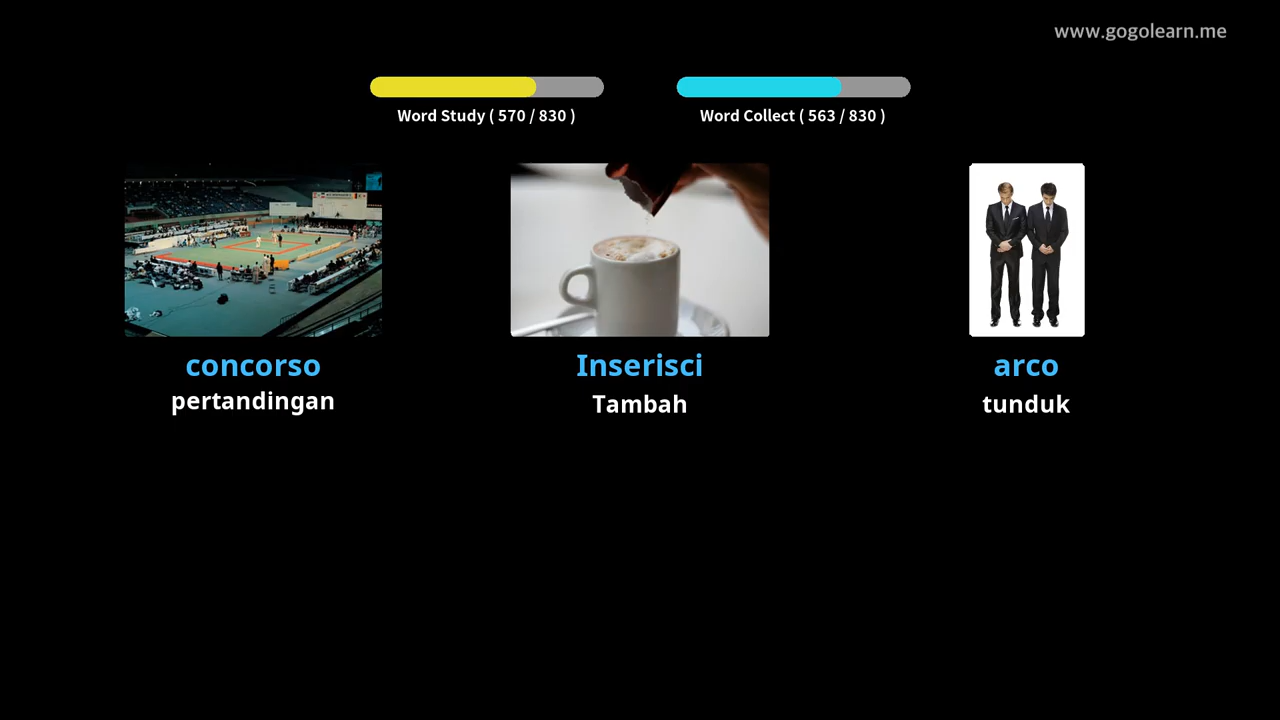 www.gogolearn.me
Word Study ( 570 / 830 )
Word Collect ( 563 / 830 )
concorso
pertandingan
Inserisci
Tambah
arco
tunduk